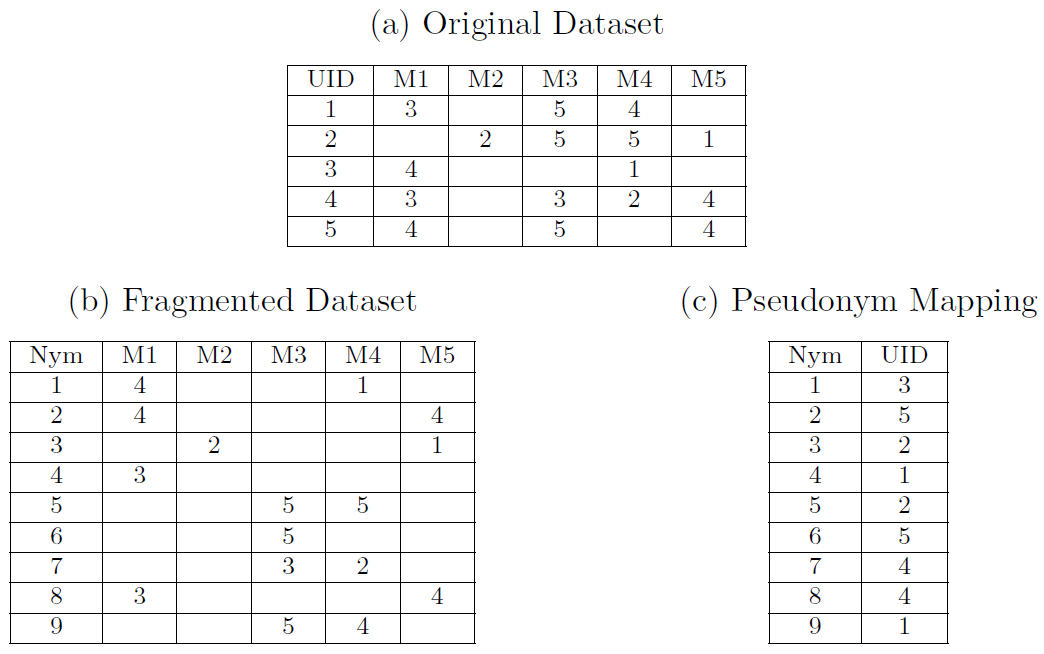 (a) Original Dataset
UID M1 M2 M3 M4 M5
1 3 5 4
2 2 5 5 1
3 4 1
4 3 3 2 4
5 4 5 4
(b) Fragmented Dataset
Nym M1 M2 M3 M4 M5
1 4 1
2 4 4
3 2 1
4 3
5 5 5
6 5
7 3 2
8 3 4
9 5 4
(c) Pseudonym Mapping
Nym UID
1 3
2 5
3 2
4 1
5 2
6 5
7 4
8 4
9 1